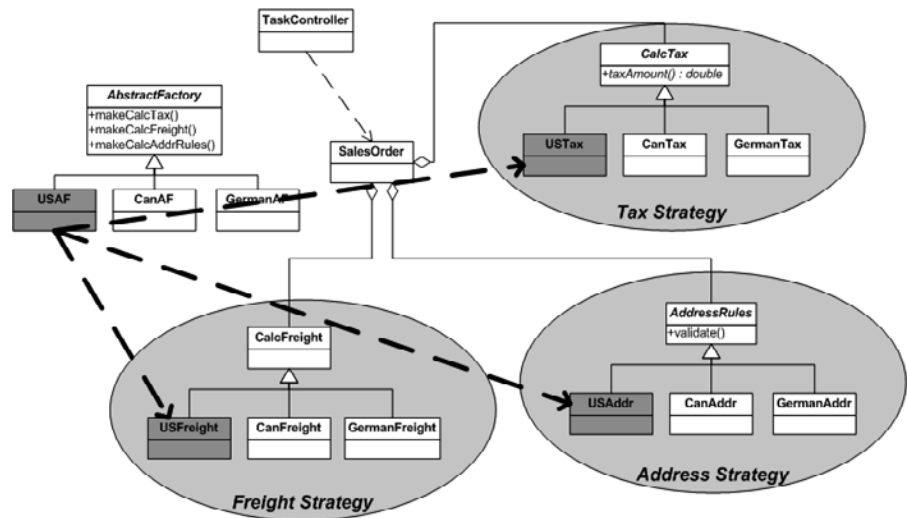 TaskController
CalcTax
+taxAmount() : double
AbstractFactory
+makeCalcTax()
+makeCalcFreight()
+makeCalcAddrRules()
SalesOrder
USTax
CanTax
GermanTax
USAF
CanAF
GermanAF
Tax Strategy
AddressRules
+validate()
CalcFreight
USAddr
CanAddr
GermanAddr
USFreight
CanFreight
GermanFreight
Address Strategy
Freight Strategy